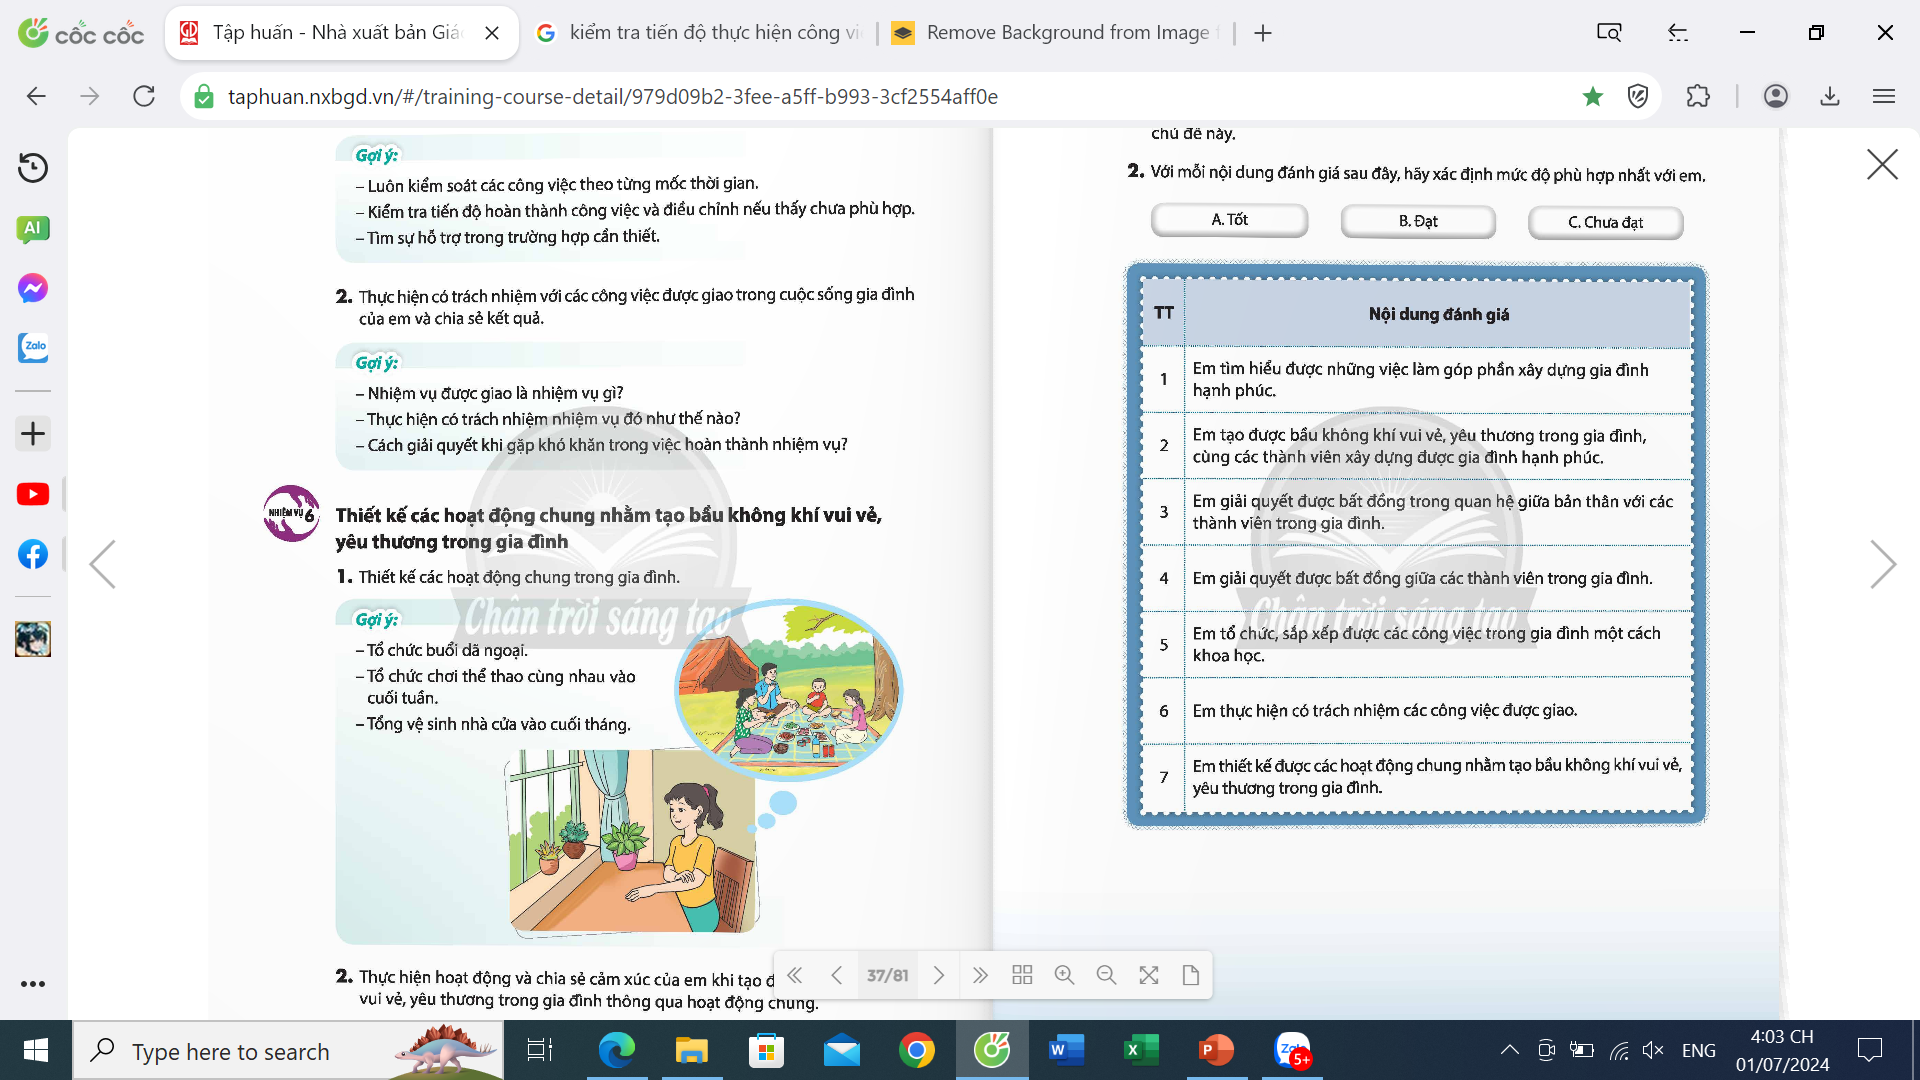 cốc cốc
Tập huấn - Nhà xuất bản Giáo
kiểm tra tiến độ thực hiện công vi
Remove Background from Image f
taphuan.nxbgd.vn/#/training-course-detail/979d09b2-3fee-a5ff-b993-3cf2554aff0e
AI
Zalo
Gợi ý:
– Luôn kiểm soát các công việc theo từng mốc thời gian.
– Kiểm tra tiến độ hoàn thành công việc và điều chỉnh nếu thấy chưa phù hợp.
– Tìm sự hỗ trợ trong trường hợp cần thiết.
2. Thực hiện có trách nhiệm với các công việc được giao trong cuộc sống gia đình
của em và chia sẻ kết quả.
Gợi ý:
– Nhiệm vụ được giao là nhiệm vụ gì?
– Thực hiện có trách nhiệm nhiệm vụ đó như thế nào?
– Cách giải quyết khi gặp khó khăn trong việc hoàn thành nhiệm vụ?
NHIỆM VỤ 6
Thiết kế các hoạt động chung nhằm tạo bầu không khí vui vẻ,
yêu thương trong gia đình
1. Thiết kế các hoạt động chung trong gia đình.
Chân trời sáng tạo
Gợi ý:
– Tổ chức buổi dã ngoại.
– Tổ chức chơi thể thao cùng nhau vào
cuối tuần.
– Tổng vệ sinh nhà cửa vào cuối tháng.
2. Thực hiện hoạt động và chia sẻ cảm xúc của em khi tạo đ
vui vẻ, yêu thương trong gia đình thông qua hoạt động chung.
chủ đề này.
2. Với mỗi nội dung đánh giá sau đây, hãy xác định mức độ phù hợp nhất với em.
A. Tốt
B. Đạt
C. Chưa đạt
TT
Nội dung đánh giá
1
Em tìm hiểu được những việc làm góp phần xây dựng gia đình
hạnh phúc.
2
Em tạo được bầu không khí vui vẻ, yêu thương trong gia đình,
cùng các thành viên xây dựng được gia đình hạnh phúc.
3
Em giải quyết được bất đồng trong quan hệ giữa bản thân với các
thành viên trong gia đình.
4
Em giải quyết được bất đồng giữa các thành viên trong gia đình.
Chân trời sáng tạo
5
Em tổ chức, sắp xếp được các công việc trong gia đình một cách
khoa học.
6
Em thực hiện có trách nhiệm các công việc được giao.
7
Em thiết kế được các hoạt động chung nhằm tạo bầu không khí vui vẻ,
yêu thương trong gia đình.
37/81
Type here to search
5+
ENG
4:03 CH
01/07/2024